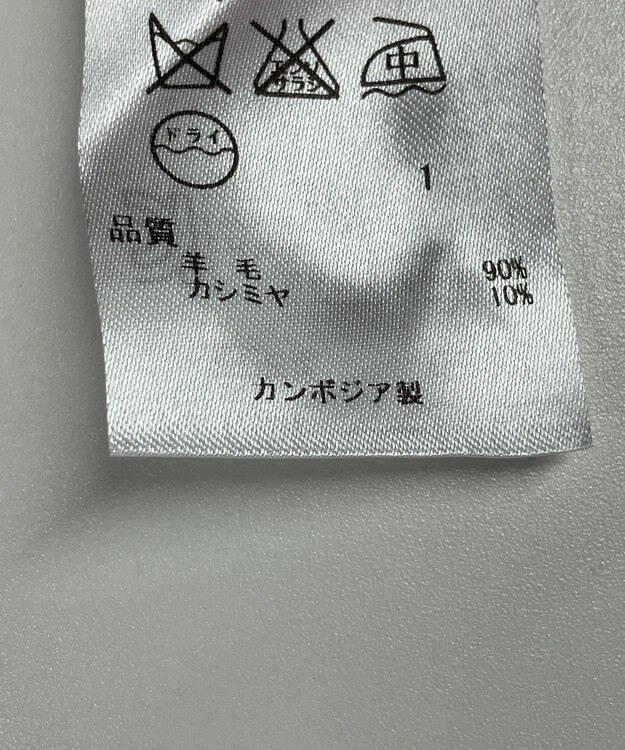 エンソ 中
サラシ
ドライ
1
品質
羊 毛 90%
カシミヤ 10%
カンボジア製